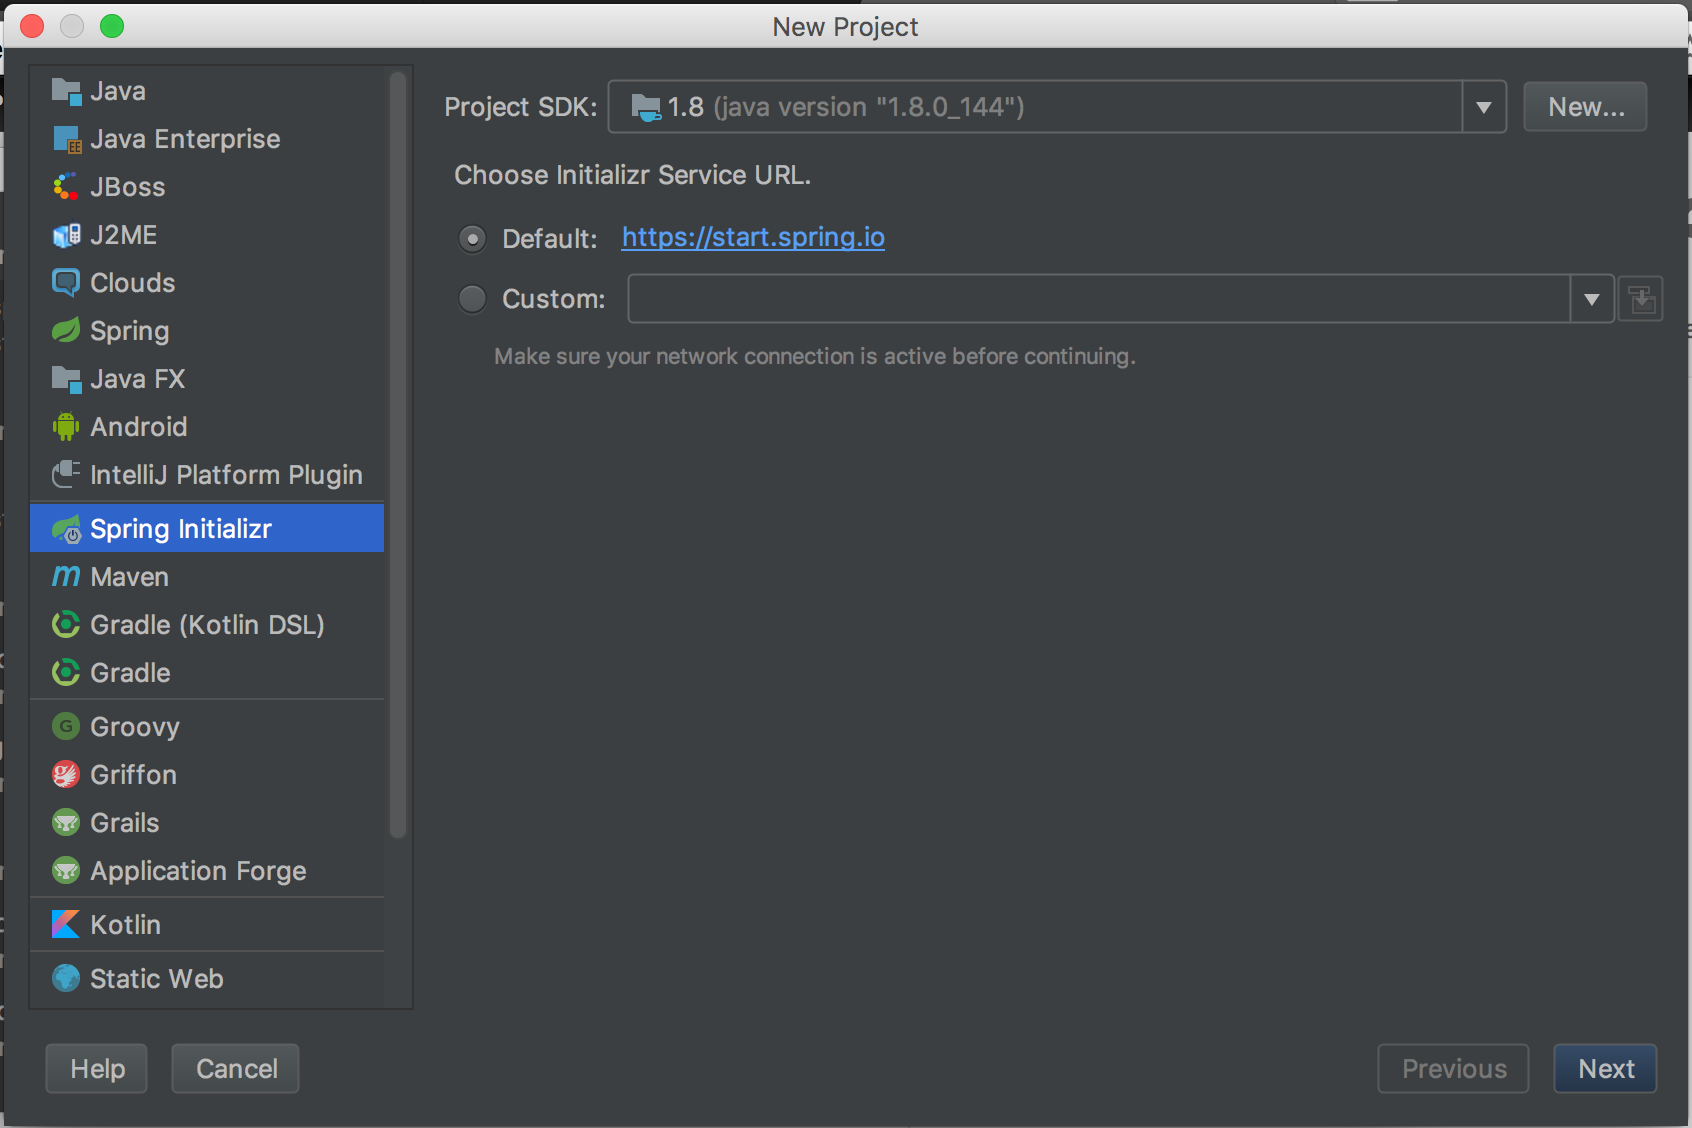 New Project
Java
Java Enterprise
JBoss
J2ME
Clouds
Spring
Java FX
Android
IntelliJ Platform Plugin
Spring Initializr
Maven
Gradle (Kotlin DSL)
Gradle
Groovy
Griffon
Grails
Application Forge
Kotlin
Static Web
Project SDK: 1.8 (java version "1.8.0_144") New...
Choose Initializr Service URL.
Default: https://start.spring.io
Custom:
Make sure your network connection is active before continuing.
Help Cancel Previous Next